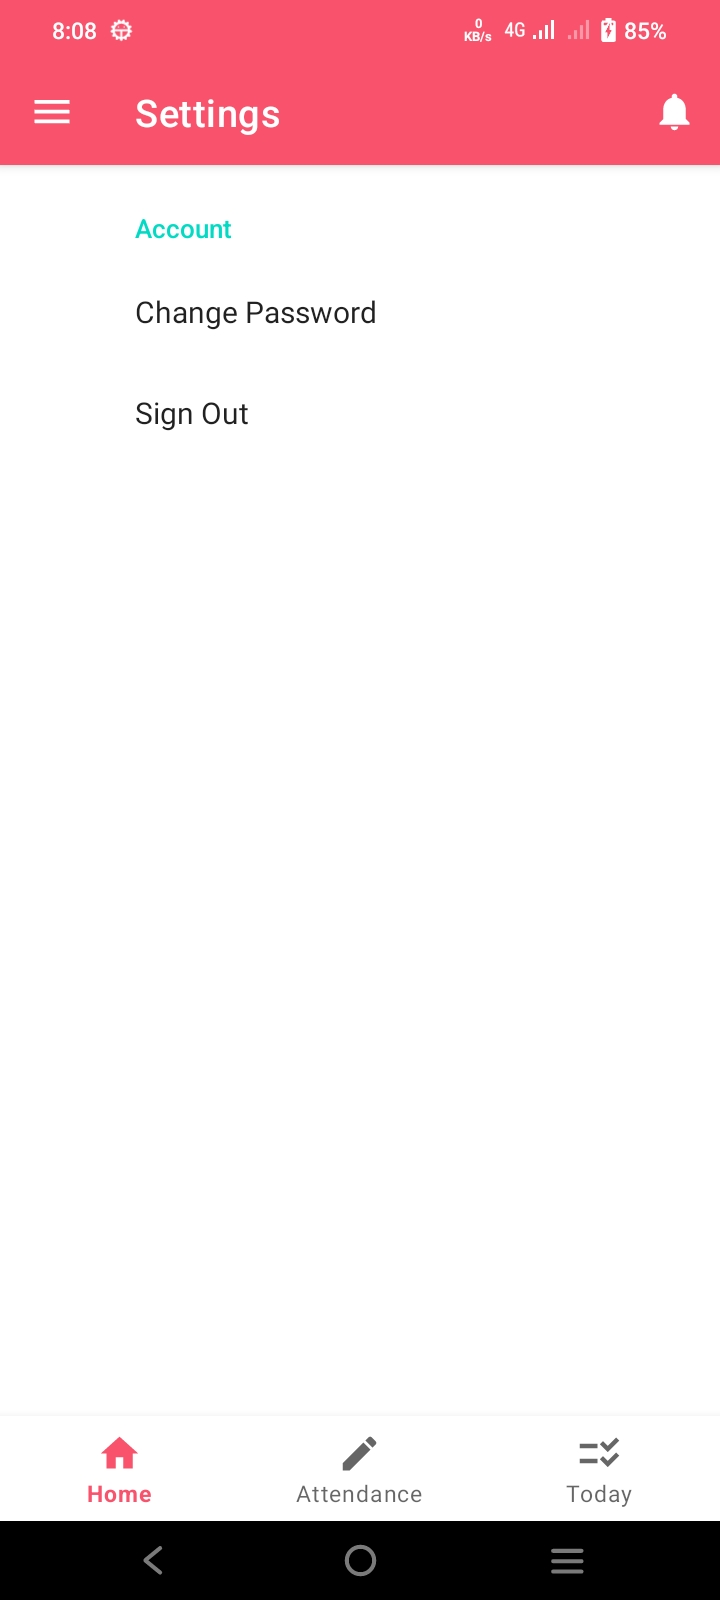 8:08
0
KB/s
4G
85%
Settings
Account
Change Password
Sign Out
Home
Attendance
Today